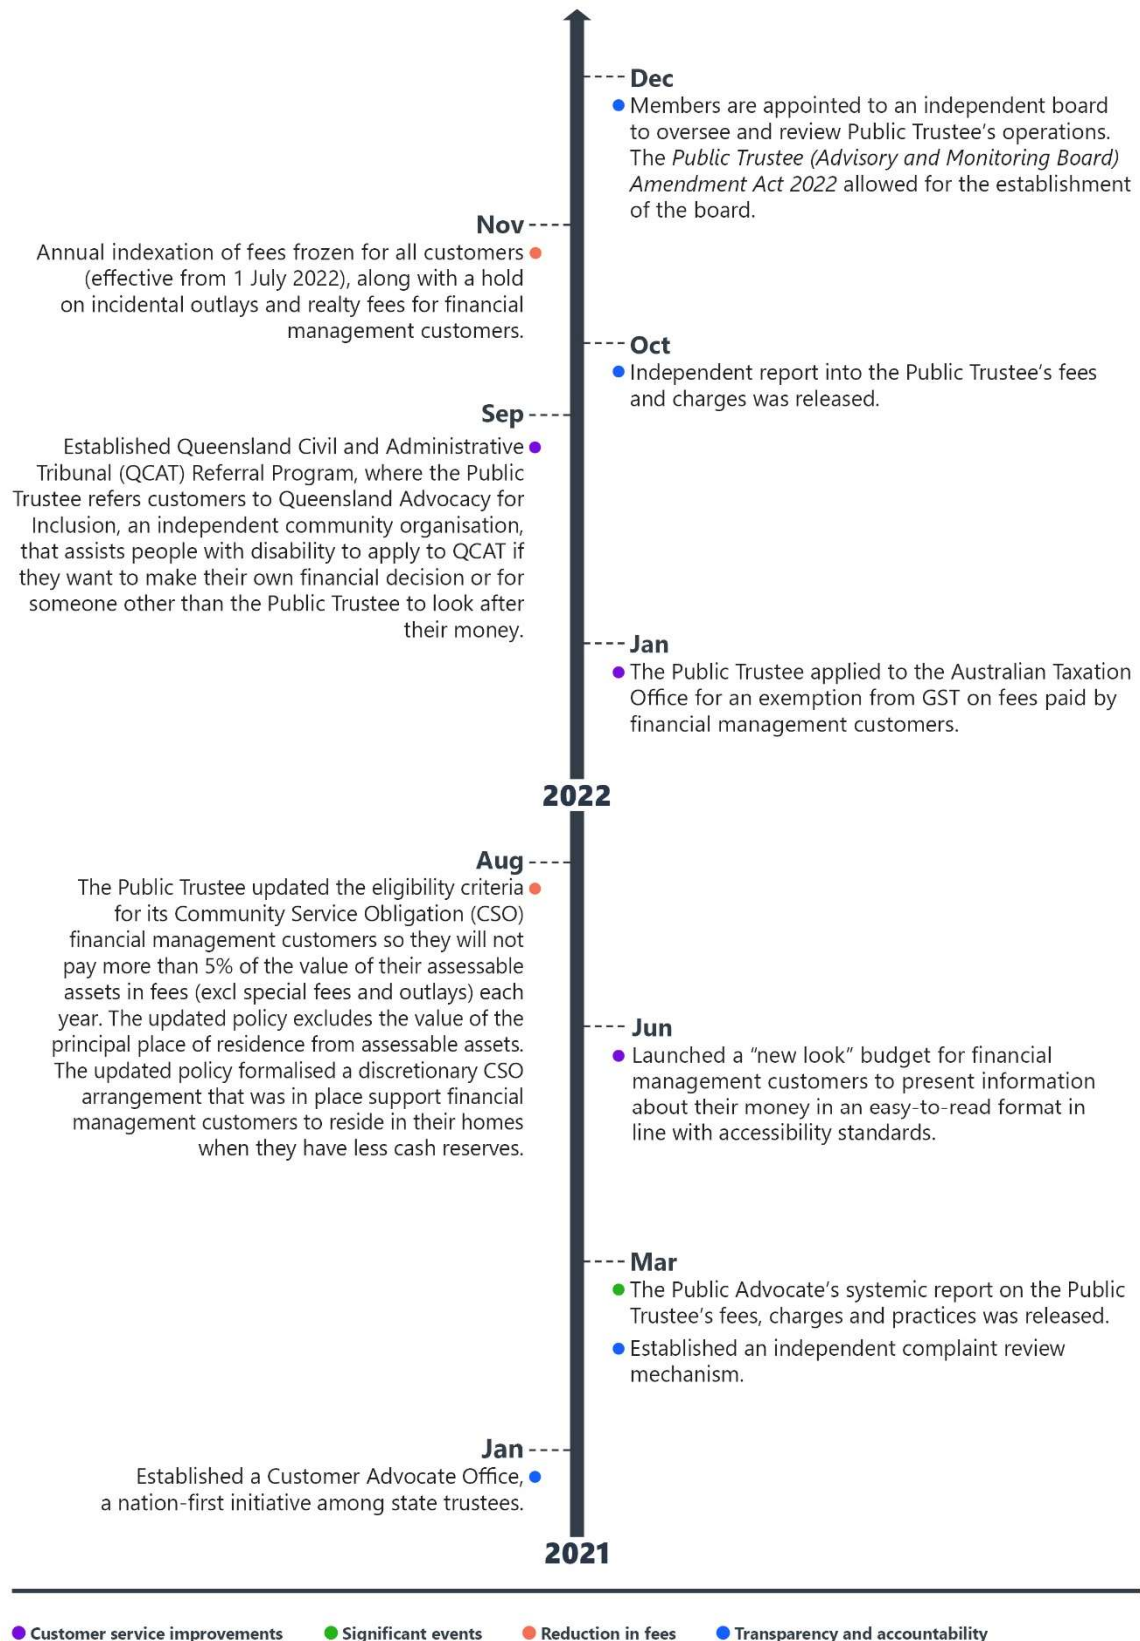 Dec
Members are appointed to an independent board
to oversee and review Public Trustee's operations.
The Public Trustee (Advisory and Monitoring Board)
Amendment Act 2022 allowed for the establishment
of the board.
Nov
Annual indexation of fees frozen for all customers
(effective from 1 July 2022), along with a hold
on incidental outlays and realty fees for financial
management customers.
Oct
Independent report into the Public Trustee's fees
and charges was released.
Sep
Established Queensland Civil and Administrative
Tribunal (QCAT) Referral Program, where the Public
Trustee refers customers to Queensland Advocacy for
Inclusion, an independent community organisation,
that assists people with disability to apply to QCAT if
they want to make their own financial decision or for
someone other than the Public Trustee to look after
their money.
Jan
The Public Trustee applied to the Australian Taxation
Office for an exemption from GST on fees paid by
financial management customers.
2022
Aug
The Public Trustee updated the eligibility criteria
for its Community Service Obligation (CSO)
financial management customers so they will not
pay more than 5% of the value of their assessable
assets in fees (excl special fees and outlays) each
year. The updated policy excludes the value of the
principal place of residence from assessable assets.
The updated policy formalised a discretionary CSO
arrangement that was in place support financial
management customers to reside in their homes
when they have less cash reserves.
Jun
Launched a "new look" budget for financial
management customers to present information
about their money in an easy-to-read format in
line with accessibility standards.
Mar
The Public Advocate's systemic report on the Public
Trustee's fees, charges and practices was released.
Established an independent complaint review
mechanism.
Jan
Established a Customer Advocate Office,
a nation-first initiative among state trustees.
2021
Customer service improvements
Significant events
Reduction in fees
Transparency and accountability